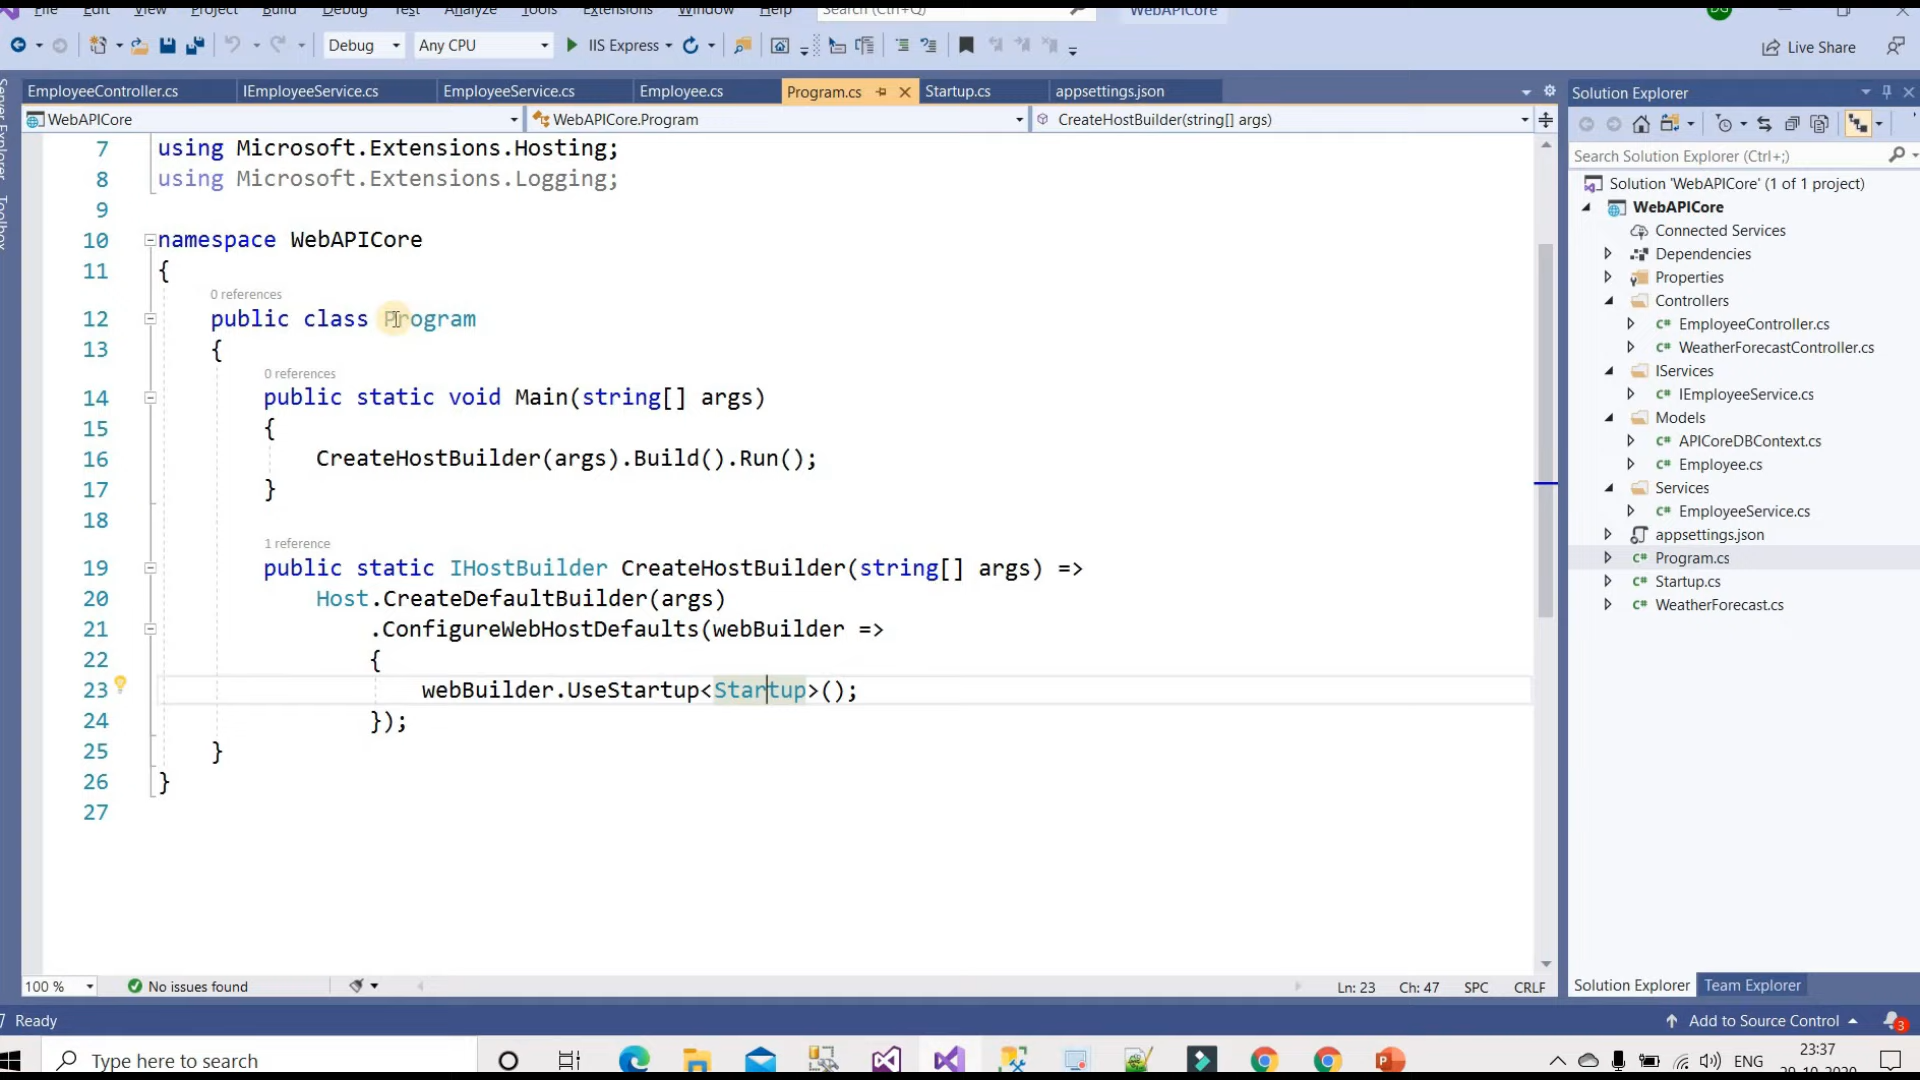 File Edit View Project Build Debug Test Analyze Tools Extensions Window Help Search (Ctrl+Q) WebAPICore DG
Debug Any CPU IIS Express Live Share
Server Explorer Toolbox
EmployeeController.cs IEmployeeService.cs EmployeeService.cs Employee.cs Program.cs Startup.cs appsettings.json
WebAPICore WebAPICore.Program CreateHostBuilder(string[] args)
7 using Microsoft.Extensions.Hosting;
8 using Microsoft.Extensions.Logging;
9
10 namespace WebAPICore
11 {
0 references
12 public class Program
13 {
0 references
14 public static void Main(string[] args)
15 {
16 CreateHostBuilder(args).Build().Run();
17 }
18
1 reference
19 public static IHostBuilder CreateHostBuilder(string[] args) =>
20 Host.CreateDefaultBuilder(args)
21 .ConfigureWebHostDefaults(webBuilder =>
22 {
23 webBuilder.UseStartup<Startup>();
24 });
25 }
26 }
27
100 % No issues found Ln: 23 Ch: 47 SPC CRLF
Solution Explorer
Search Solution Explorer (Ctrl+;)
Solution 'WebAPICore' (1 of 1 project)
WebAPICore
Connected Services
Dependencies
Properties
Controllers
EmployeeController.cs
WeatherForecastController.cs
IServices
IEmployeeService.cs
Models
APICoreDBContext.cs
Employee.cs
Services
EmployeeService.cs
appsettings.json
Program.cs
Startup.cs
WeatherForecast.cs
Solution Explorer Team Explorer
Ready Add to Source Control 3
Type here to search ENG 23:37